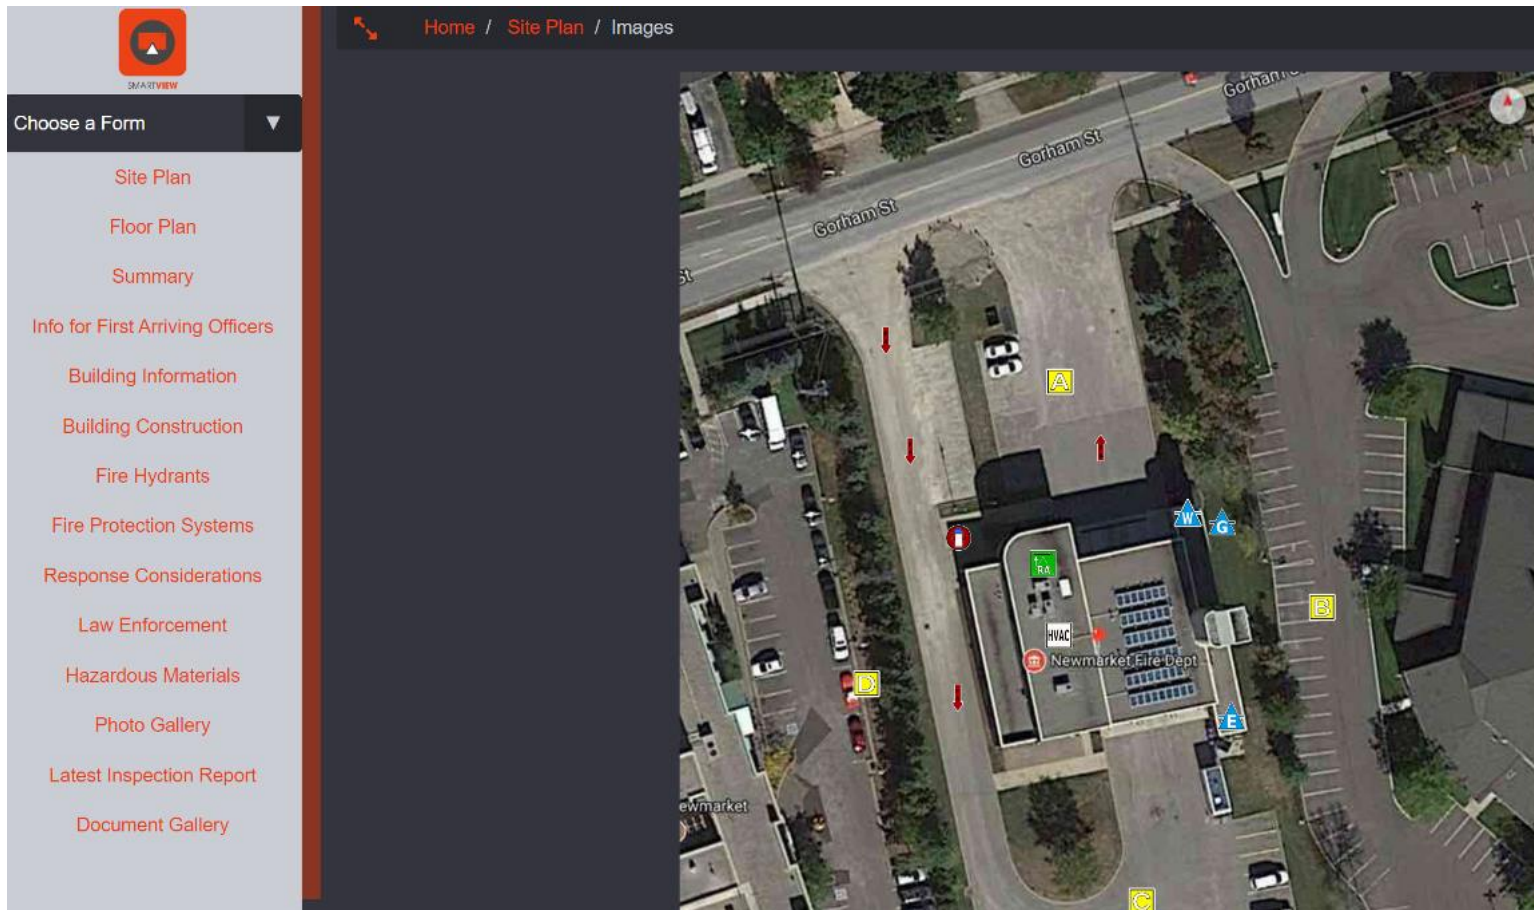 SMARTVIEW
Choose a Form
Site Plan
Floor Plan
Summary
Info for First Arriving Officers
Building Information
Building Construction
Fire Hydrants
Fire Protection Systems
Response Considerations
Law Enforcement
Hazardous Materials
Photo Gallery
Latest Inspection Report
Document Gallery
Home / Site Plan / Images
Gorham S
Gorham St
Gorham St
St
A
W
G
RA
B
HVAC
Newmarket Fire Dept
D
E
ewmarket
C